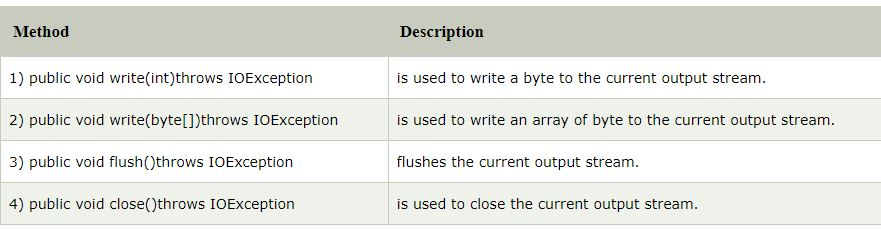 Method Description
1) public void write(int)throws IOException is used to write a byte to the current output stream.
2) public void write(byte[])throws IOException is used to write an array of byte to the current output stream.
3) public void flush()throws IOException flushes the current output stream.
4) public void close()throws IOException is used to close the current output stream.